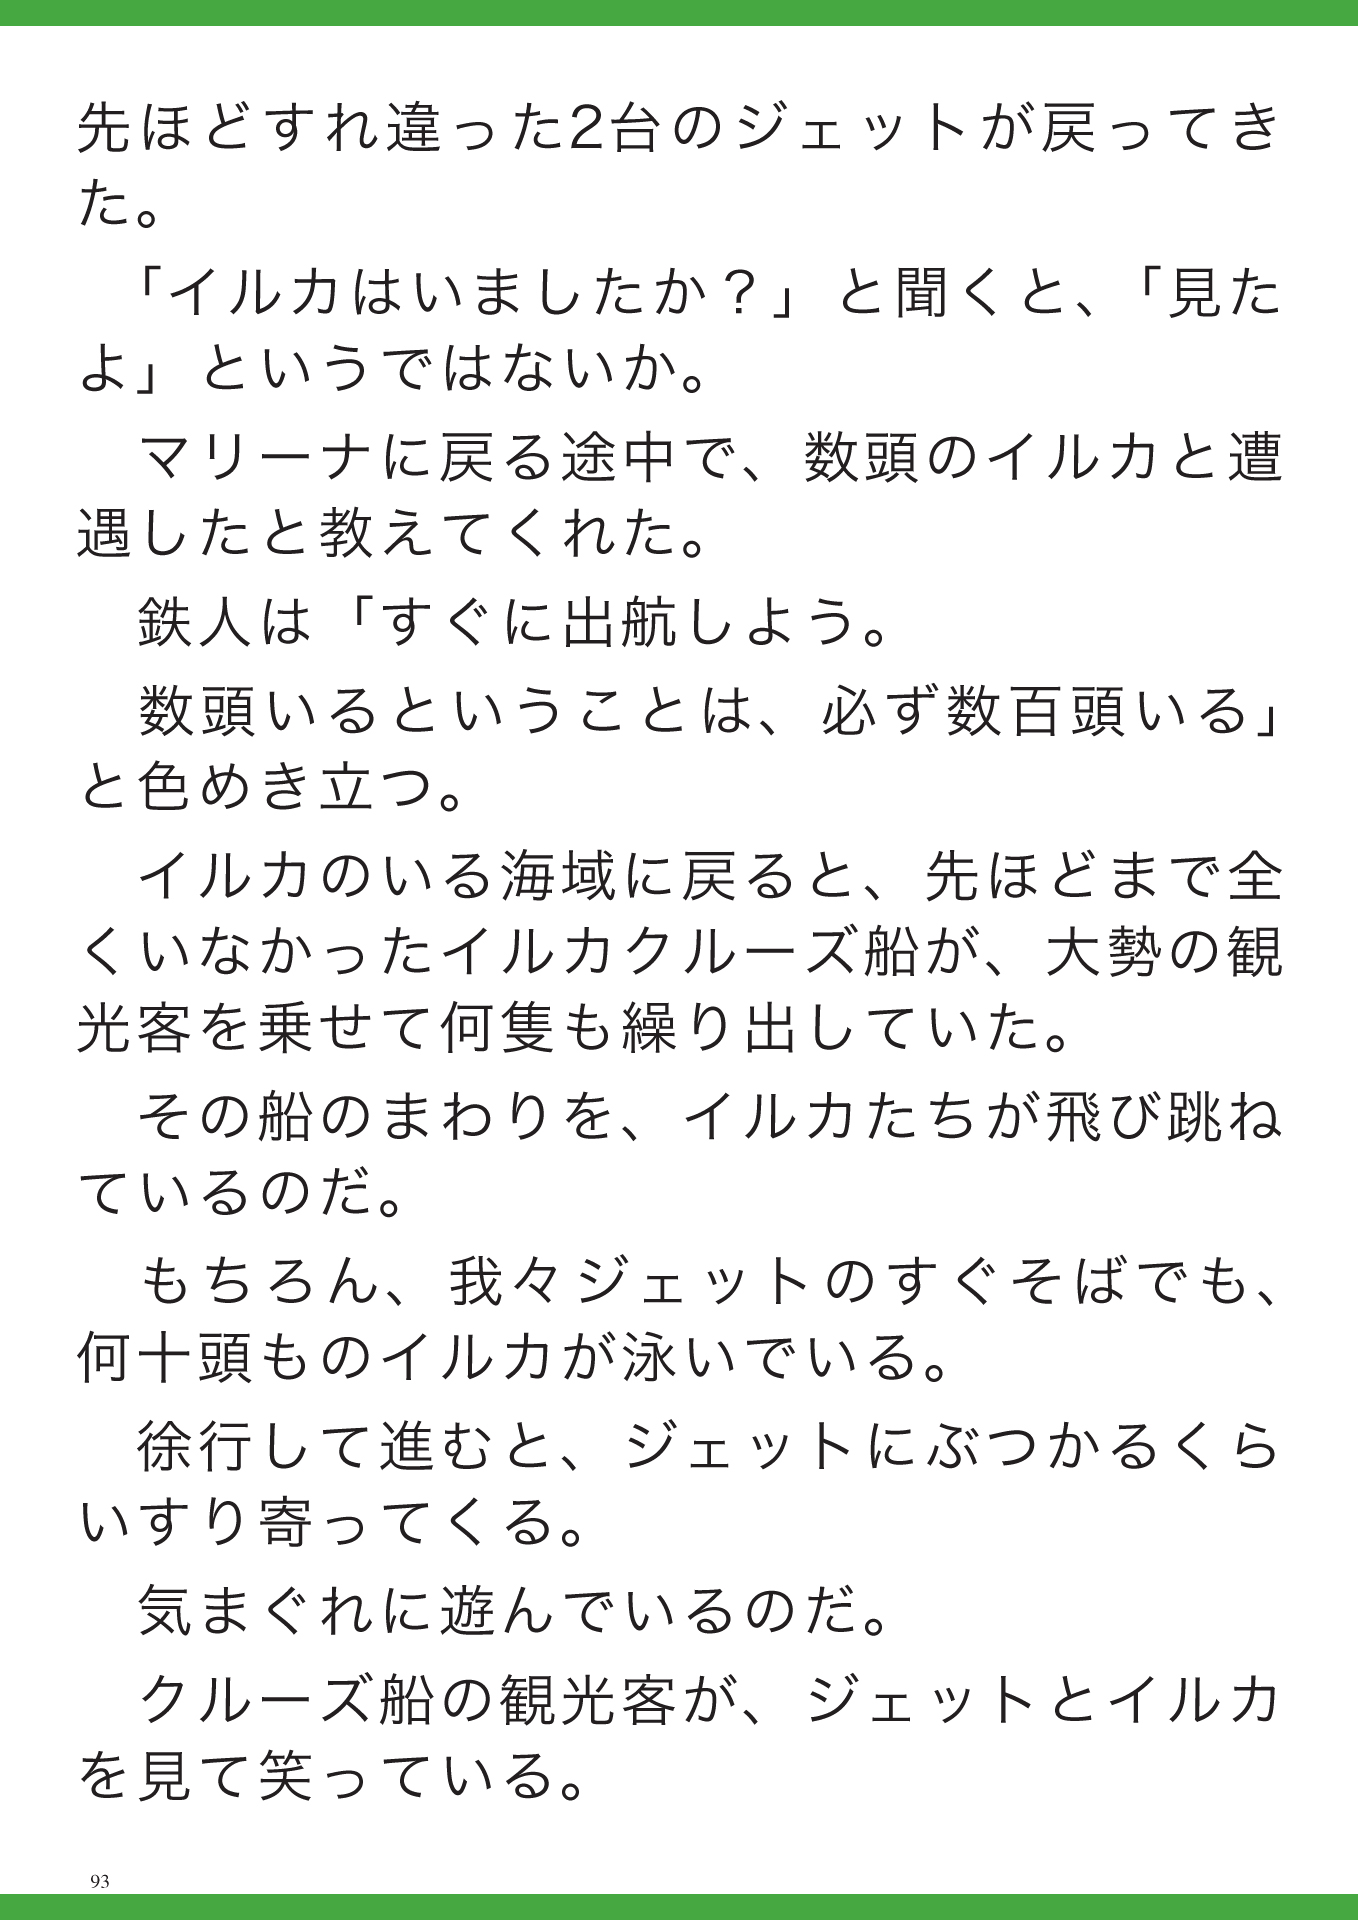 先ほどすれ違った2台のジェットが戻ってき
た。
「イルカはいましたか？」と聞くと、「見た
よ」というではないか。
マリーナに戻る途中で、数頭のイルカと遭
遇したと教えてくれた。
鉄人は「すぐに出航しよう。
数頭いるということは、必ず数百頭いる」
と色めき立つ。
イルカのいる海域に戻ると、先ほどまで全
くいなかったイルカクルーズ船が、大勢の観
光客を乗せて何隻も繰り出していた。
その船のまわりを、イルカたちが飛び跳ね
ているのだ。
もちろん、我々ジェットのすぐそばでも、
何十頭ものイルカが泳いでいる。
徐行して進むと、ジェットにぶつかるくら
いすり寄ってくる。
気まぐれに遊んでいるのだ。
クルーズ船の観光客が、ジェットとイルカ
を見て笑っている。
93